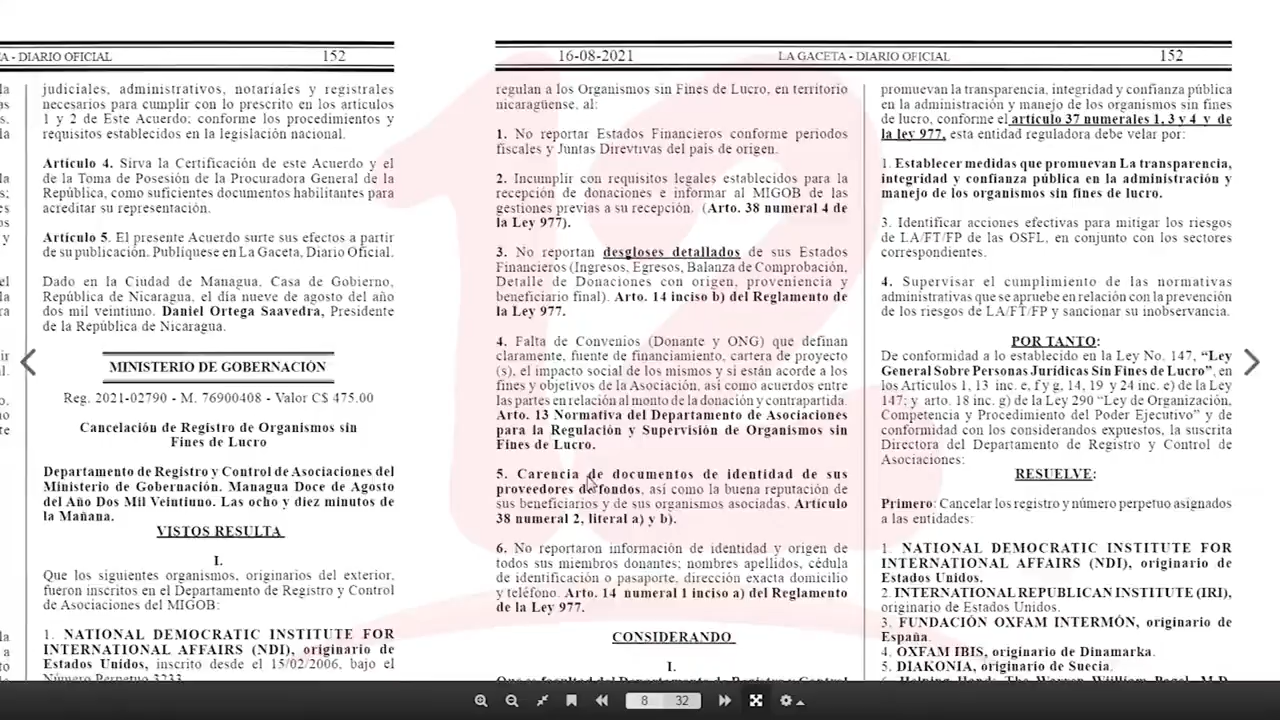 A - DIARIO OFICIAL
152
judiciales, administrativos, notariales y registrales
necesarios para cumplir con lo prescrito en los artículos
1 y 2 de Este Acuerdo; conforme los procedimientos y
requisitos establecidos en la legislación nacional.
Artículo 4. Sirva la Certificación de este Acuerdo y el
de la Toma de Posesión de la Procuradora General de la
República, como suficientes documentos habilitantes para
acreditar su representación.
Artículo 5. El presente Acuerdo surte sus efectos a partir
de su publicación. Publíquese en La Gaceta, Diario Oficial.
Dado en la Ciudad de Managua, Casa de Gobierno,
República de Nicaragua, el día nueve de agosto del año
dos mil veintiuno. Daniel Ortega Saavedra, Presidente
de la República de Nicaragua.
MINISTERIO DE GOBERNACIÓN
Reg. 2021-02790 - M. 76900408 - Valor C$ 475.00
Cancelación de Registro de Organismos sin
Fines de Lucro
Departamento de Registro y Control de Asociaciones del
Ministerio de Gobernación. Managua Doce de Agosto
del Año Dos Mil Veintiuno. Las ocho y diez minutos de
la Mañana.
VISTOS RESULTA
I.
Que los siguientes organismos, originarios del exterior,
fueron inscritos en el Departamento de Registro y Control
de Asociaciones del MIGOB:
1. NATIONAL DEMOCRATIC INSTITUTE FOR
INTERNATIONAL AFFAIRS (NDI), originario de
Estados Unidos, inscrito desde el 15/02/2006, bajo el
Número Perpetuo 3233.
16-08-2021
LA GACETA - DIARIO OFICIAL
152
regulan a los Organismos sin Fines de Lucro, en territorio
nicaragüense, al:
1. No reportar Estados Financieros conforme periodos
fiscales y Juntas Direvtivas del país de origen.
2. Incumplir con requisitos legales establecidos para la
recepción de donaciones e informar al MIGOB de las
gestiones previas a su recepción. (Arto. 38 numeral 4 de
la Ley 977).
3. No reportan desgloses detallados de sus Estados
Financieros (Ingresos, Egresos, Balanza de Comprobación,
Detalle de Donaciones con origen, proveniencia y
beneficiario final). Arto. 14 inciso b) del Reglamento de
la Ley 977.
4. Falta de Convenios (Donante y ONG) que definan
claramente, fuente de financiamiento, cartera de proyecto
(s), el impacto social de los mismos y si están acorde a los
fines y objetivos de la Asociación, así como acuerdos entre
las partes en relación al monto de la donación y contrapartida.
Arto. 13 Normativa del Departamento de Asociaciones
para la Regulación y Supervisión de Organismos sin
Fines de Lucro.
5. Carencia de documentos de identidad de sus
proveedores de fondos, así como la buena reputación de
sus beneficiarios y de sus organismos asociadas. Artículo
38 numeral 2, literal a) y b).
6. No reportaron información de identidad y origen de
todos sus miembros donantes; nombres apellidos, cédula
de identificación o pasaporte, dirección exacta domicilio
y teléfono. Arto. 14 numeral 1 inciso a) del Reglamento
de la Ley 977.
CONSIDERANDO
I.
promuevan la transparencia, integridad y confianza pública
en la administración y manejo de los organismos sin fines
de lucro, conforme el artículo 37 numerales 1, 3 y 4 y de
la ley 977, esta entidad reguladora debe velar por:
1. Establecer medidas que promuevan La transparencia,
integridad y confianza pública en la administración y
manejo de los organismos sin fines de lucro.
3. Identificar acciones efectivas para mitigar los riesgos
de LA/FT/FP de las OSFL, en conjunto con los sectores
correspondientes.
4. Supervisar el cumplimiento de las normativas
administrativas que se apruebe en relación con la prevención
de los riesgos de LA/FT/FP y sancionar su inobservancia.
POR TANTO:
De conformidad a lo establecido en la Ley No. 147, “Ley
General Sobre Personas Jurídicas Sin Fines de Lucro”, en
los Artículos 1, 13 inc. e, f y g, 14, 19 y 24 inc. e) de la Ley
147; y arto. 18 inc. g) de la Ley 290 “Ley de Organización,
Competencia y Procedimiento del Poder Ejecutivo” y de
conformidad con los considerandos expuestos, la suscrita
Directora del Departamento de Registro y Control de
Asociaciones:
RESUELVE:
Primero: Cancelar los registro y número perpetuo asignados
a las entidades:
1. NATIONAL DEMOCRATIC INSTITUTE FOR
INTERNATIONAL AFFAIRS (NDI), originario de
Estados Unidos.
2. INTERNATIONAL REPUBLICAN INSTITUTE (IRI),
originario de Estados Unidos.
3. FUNDACIÓN OXFAM INTERMÓN, originario de
España.
4. OXFAM IBIS, originario de Dinamarka.
5. DIAKONIA, originario de Suecia.
12
8 32